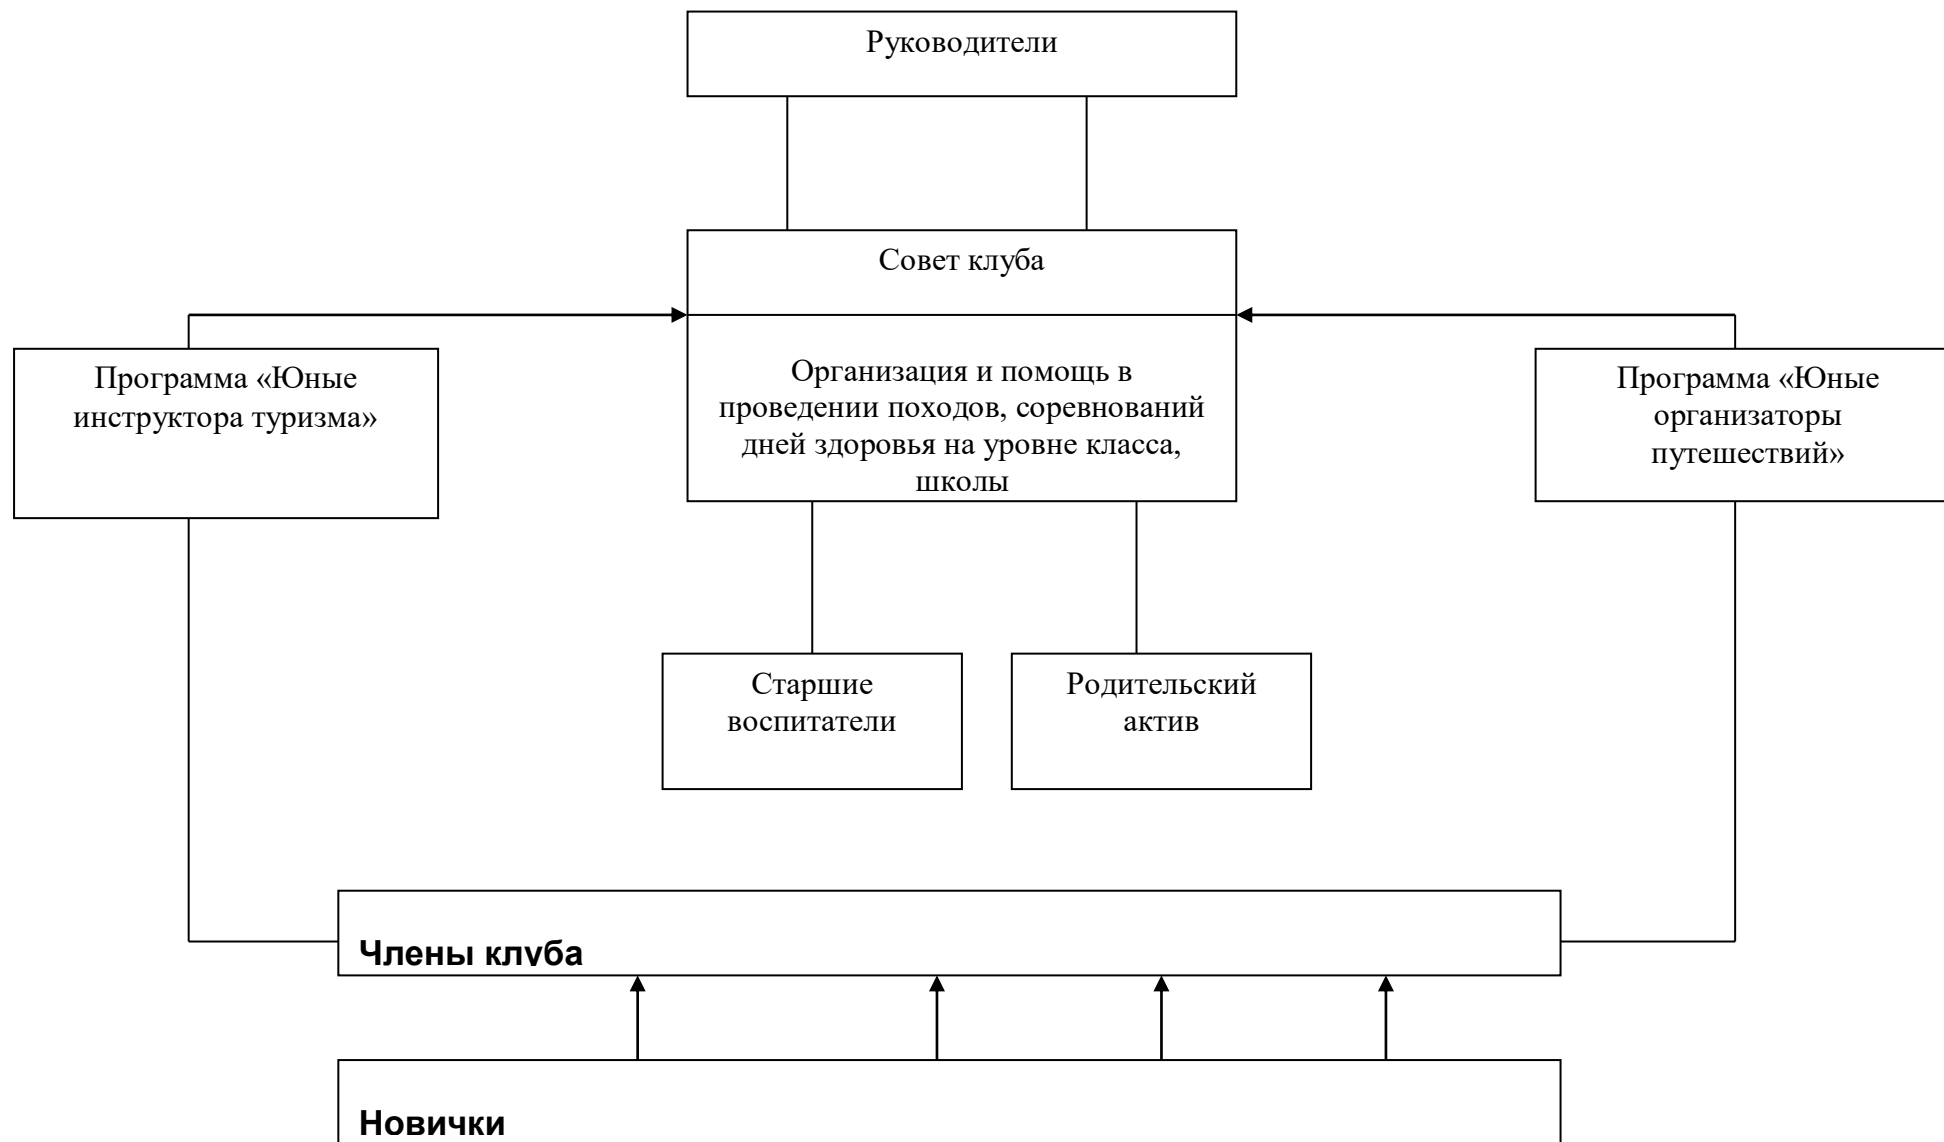 Руководители
Совет клуба
Организация и помощь в
проведении походов, соревнований
дней здоровья на уровне класса,
школы
Программа «Юные
инструктора туризма»
Программа «Юные
организаторы
путешествий»
Старшие
воспитатели
Родительский
актив
Члены клуба
Новички